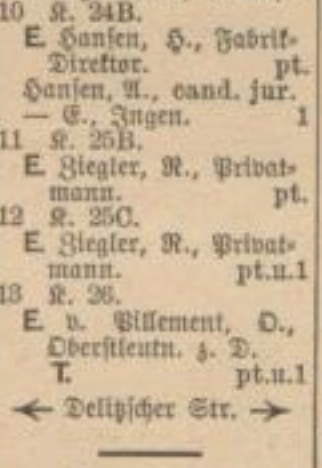 10 K. 24B.
E Hansen, H., Fabrik-
Direktor. pt.
Hansen, A., cand. jur.
— E., Ingen. 1
11 K. 25B.
E Ziegler, R., Privat-
mann. pt.
12 K. 25C.
E Ziegler, R., Privat-
mann. pt.u.1
13 K. 26.
E v. Villement, O.,
Oberstleutn. z. D.
T. pt.u.1
← Delitzscher Str. →